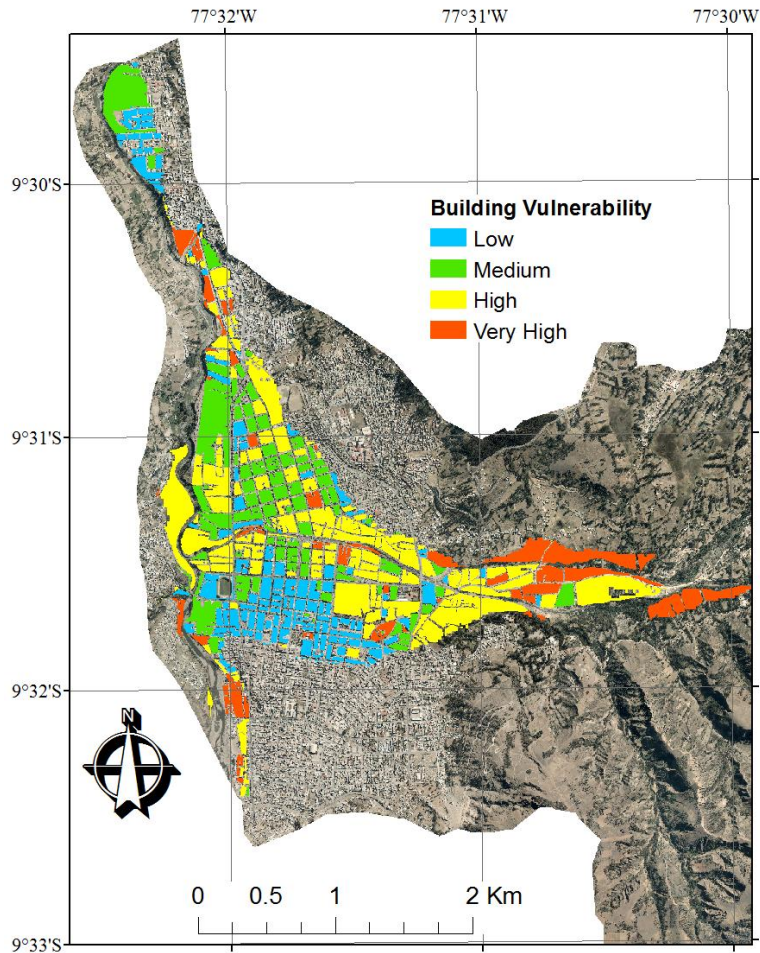 77°32'W 77°31'W 77°30'W
9°30'S
Building Vulnerability
Low
Medium
High
Very High
9°31'S
9°32'S
N
0 0.5 1 2 Km
9°33'S